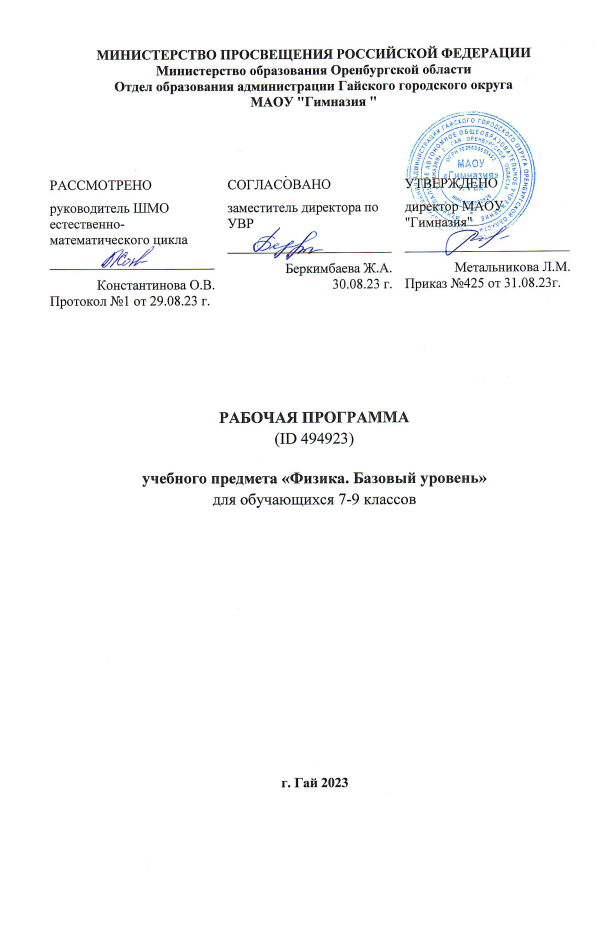 МИНИСТЕРСТВО ПРОСВЕЩЕНИЯ РОССИЙСКОЙ ФЕДЕРАЦИИ
Министерство образования Оренбургской области
Отдел образования администрации Гайского городского округа
МАОУ "Гимназия "
РАССМОТРЕНО
руководитель ШМО
естественно-
математического цикла
Константинова О.В.
Протокол №1 от 29.08.23 г.
СОГЛАСОВАНО
заместитель директора по
УВР
Беркимбаева Ж.А.
30.08.23 г.
УТВЕРЖДЕНО
директор МАОУ
"Гимназия"
Метальникова Л.М.
Приказ №425 от 31.08.23г.
МАОУ
«Гимназия»
РАБОЧАЯ ПРОГРАММА
(ID 494923)
учебного предмета «Физика. Базовый уровень»
для обучающихся 7-9 классов
г. Гай 2023